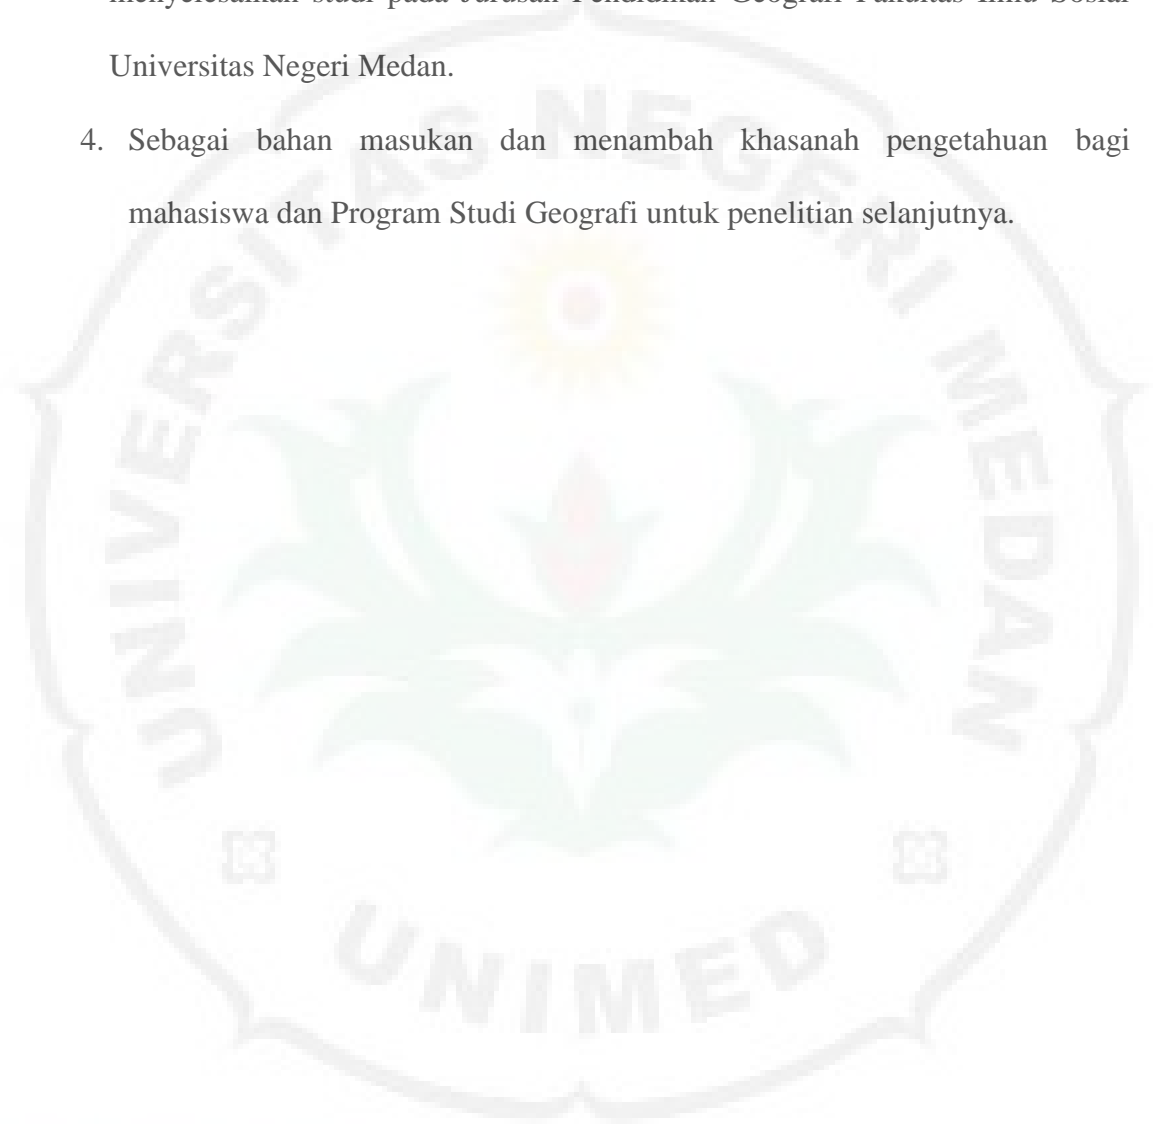 menyelesaikan studi pada Jurusan Pendidikan Geografi Fakultas Ilmu Sosial
Universitas Negeri Medan.
4. Sebagai bahan masukan dan menambah khasanah pengetahuan bagi
mahasiswa dan Program Studi Geografi untuk penelitian selanjutnya.
UNIVERSITAS NEGERI MEDAN
UNIMED